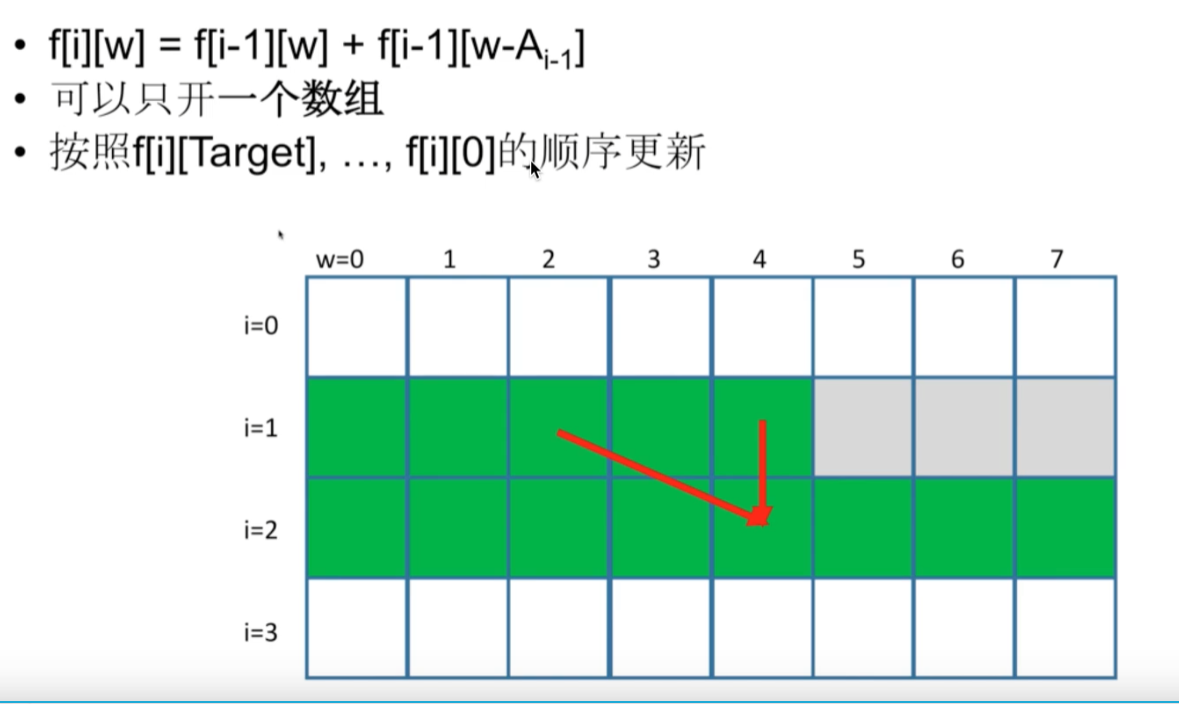 • f[i][w] = f[i-1][w] + f[i-1][w-Aᵢ₋₁]
• 可以只开一个数组
• 按照f[i][Target], …, f[i][0]的顺序更新
w=0 1 2 3 4 5 6 7
i=0
i=1
i=2
i=3